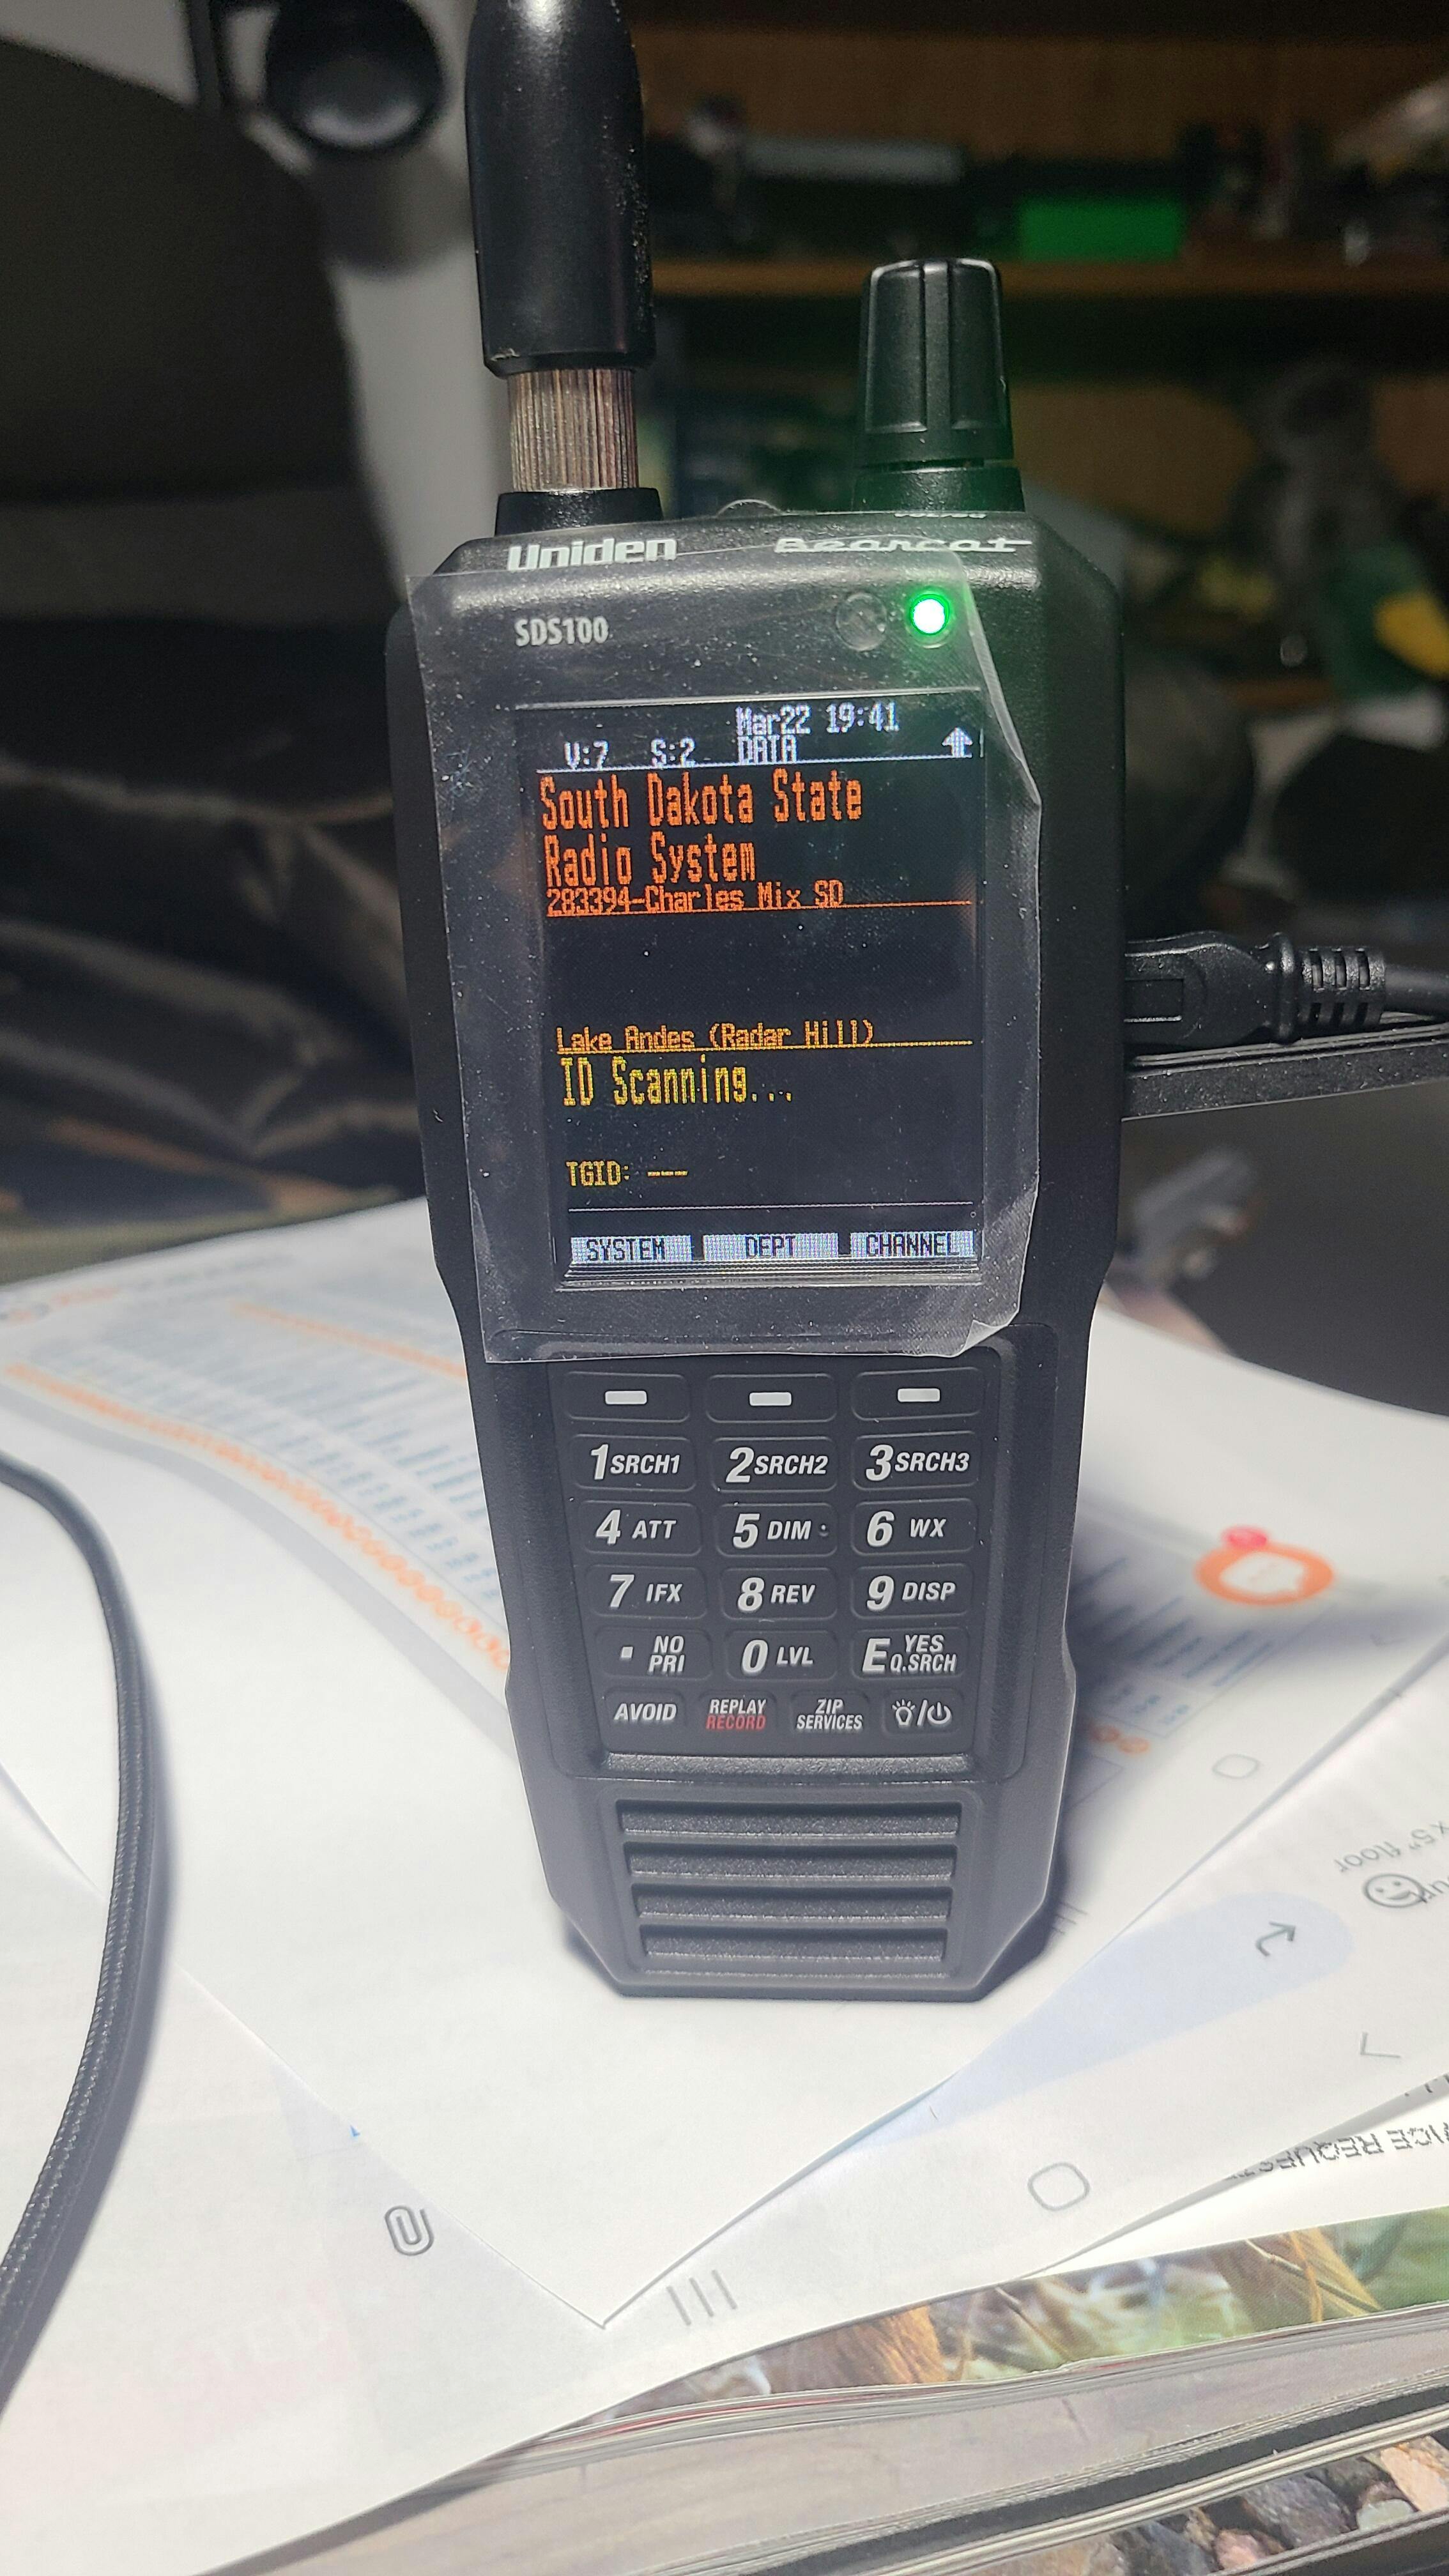 Uniden Bearcat
SDS100
Mar22 19:41
V:7 S:2 DATA
South Dakota State
Radio System
283394-Charles Mix SD
Lake Andes (Radar Hill)
ID Scanning...
TGID: ---
SYSTEM DEPT CHANNEL
1 SRCH1 2 SRCH2 3 SRCH3
4 ATT 5 DIM 6 WX
7 IFX 8 REV 9 DISP
. NO PRI 0 LVL E YES Q.SRCH
AVOID REPLAY RECORD ZIP SERVICES
x5" floor